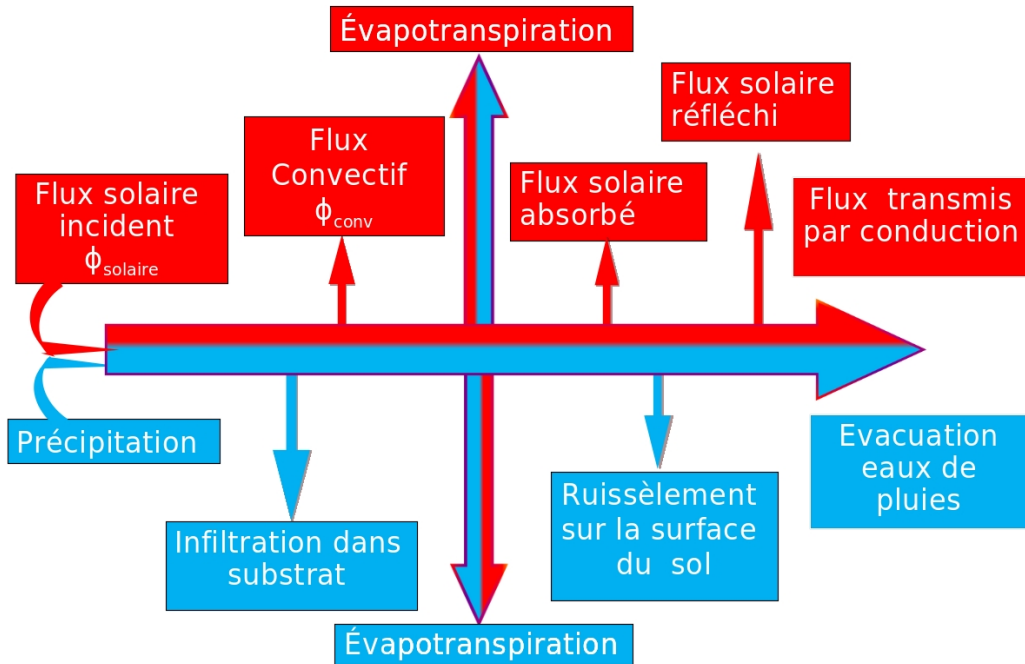 Évapotranspiration
Flux solaire
réfléchi
Flux
Convectif
ϕconv
Flux solaire
absorbé
Flux solaire
incident
ϕsolaire
Flux transmis
par conduction
Précipitation
Evacuation
eaux de
pluies
Infiltration dans
substrat
Ruissèlement
sur la surface
du sol
Évapotranspiration